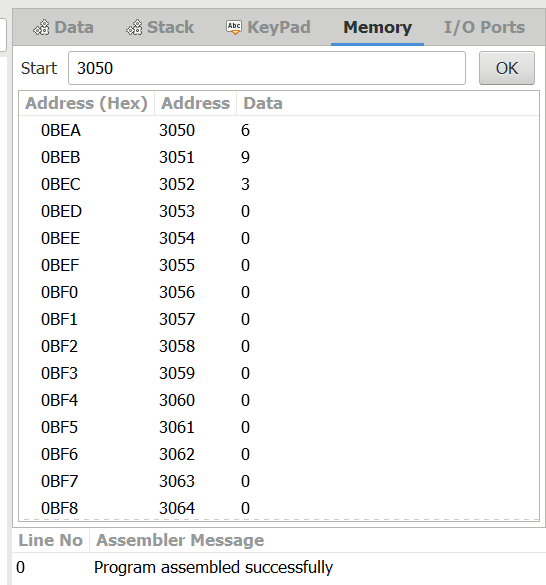 Data Stack KeyPad Memory I/O Ports
Start 3050 OK
Address (Hex) Address Data
0BEA 3050 6
0BEB 3051 9
0BEC 3052 3
0BED 3053 0
0BEE 3054 0
0BEF 3055 0
0BF0 3056 0
0BF1 3057 0
0BF2 3058 0
0BF3 3059 0
0BF4 3060 0
0BF5 3061 0
0BF6 3062 0
0BF7 3063 0
0BF8 3064 0
Line No Assembler Message
0 Program assembled successfully